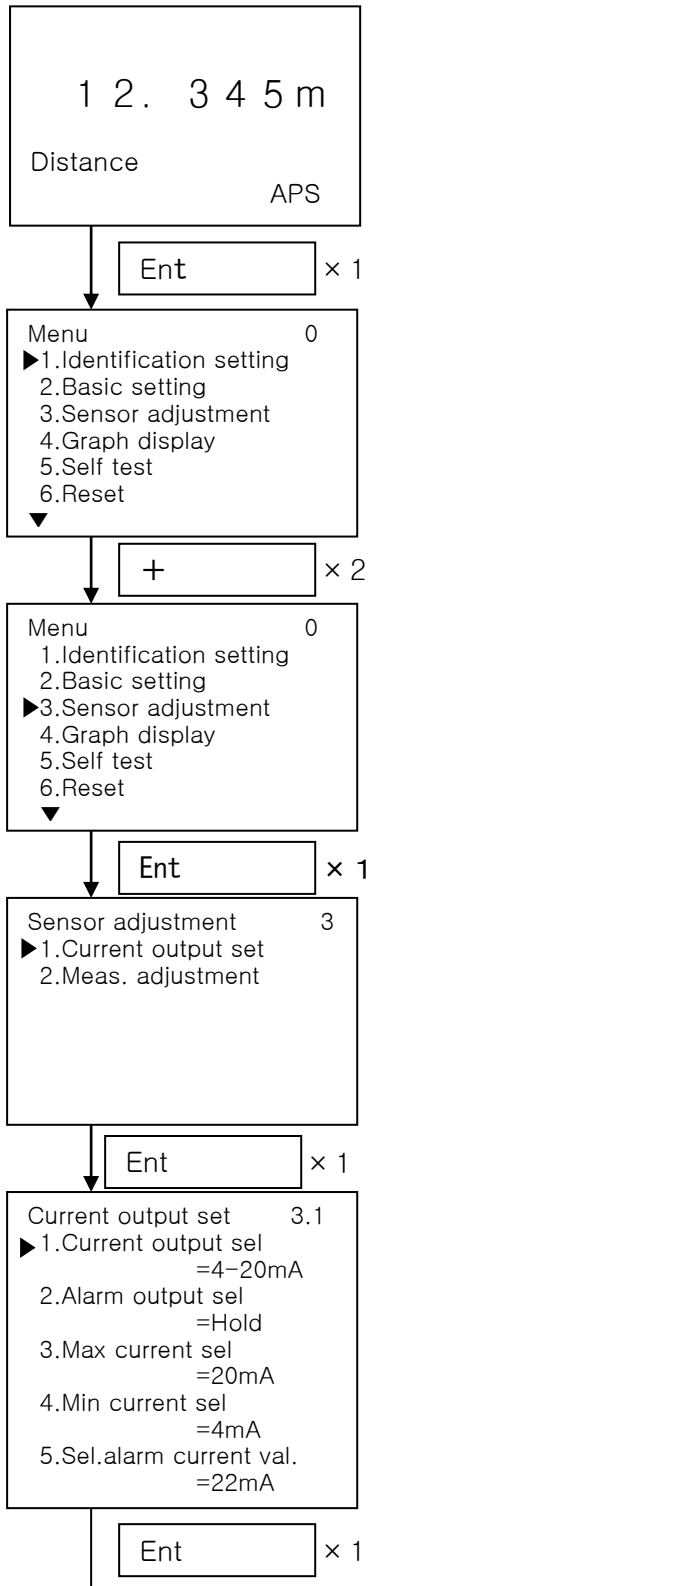 12.345m
Distance
APS
Ent × 1
Menu 0
▶1.Identification setting
2.Basic setting
3.Sensor adjustment
4.Graph display
5.Self test
6.Reset
▼
+ × 2
Menu 0
1.Identification setting
2.Basic setting
▶3.Sensor adjustment
4.Graph display
5.Self test
6.Reset
▼
Ent × 1
Sensor adjustment 3
▶1.Current output set
2.Meas. adjustment
Ent × 1
Current output set 3.1
▶1.Current output sel
=4-20mA
2.Alarm output sel
=Hold
3.Max current sel
=20mA
4.Min current sel
=4mA
5.Sel.alarm current val.
=22mA
Ent × 1